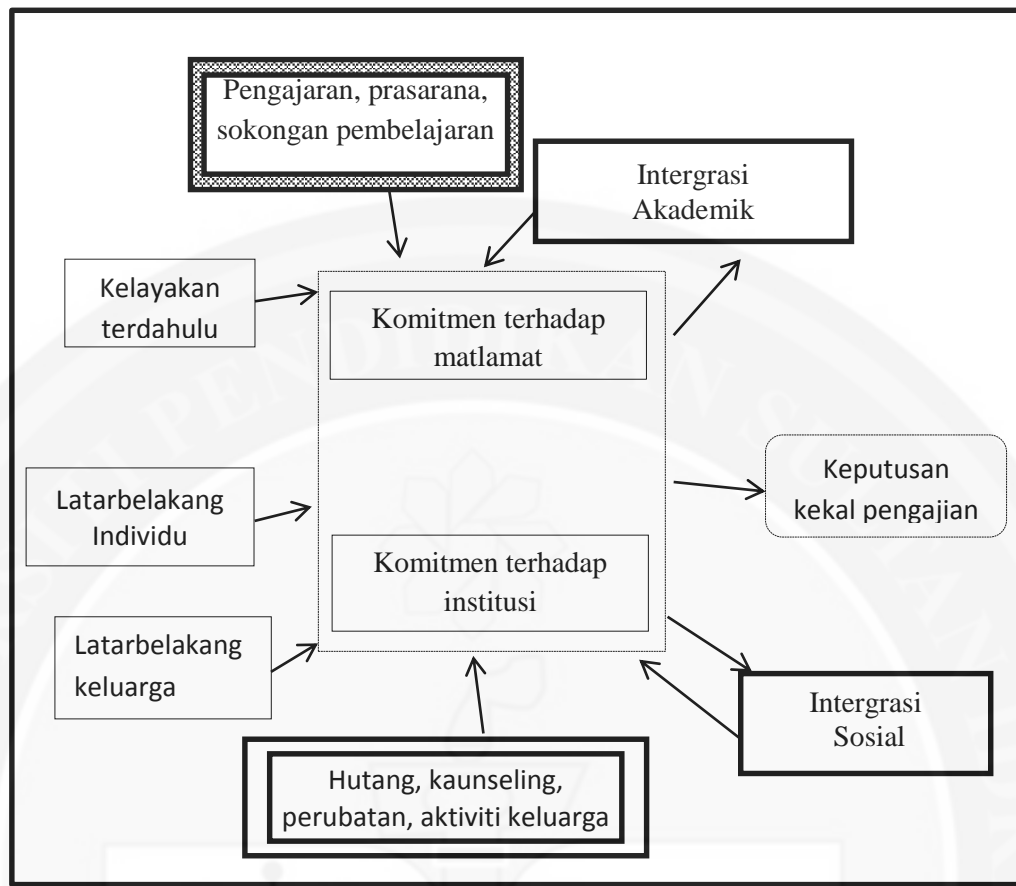 Pengajaran, prasarana,
sokongan pembelajaran
Intergrasi
Akademik
Kelayakan
terdahulu
Komitmen terhadap
matlamat
Latarbelakang
Individu
Keputusan
kekal pengajian
Komitmen terhadap
institusi
Latarbelakang
keluarga
Intergrasi
Sosial
Hutang, kaunseling,
perubatan, aktiviti keluarga